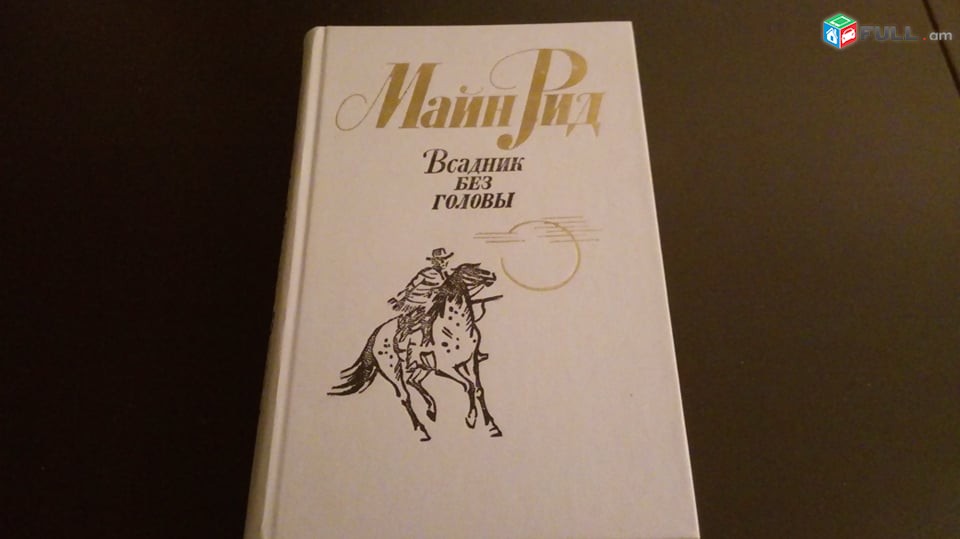 FULL.am
Майн Рид
Всадник
без
головы